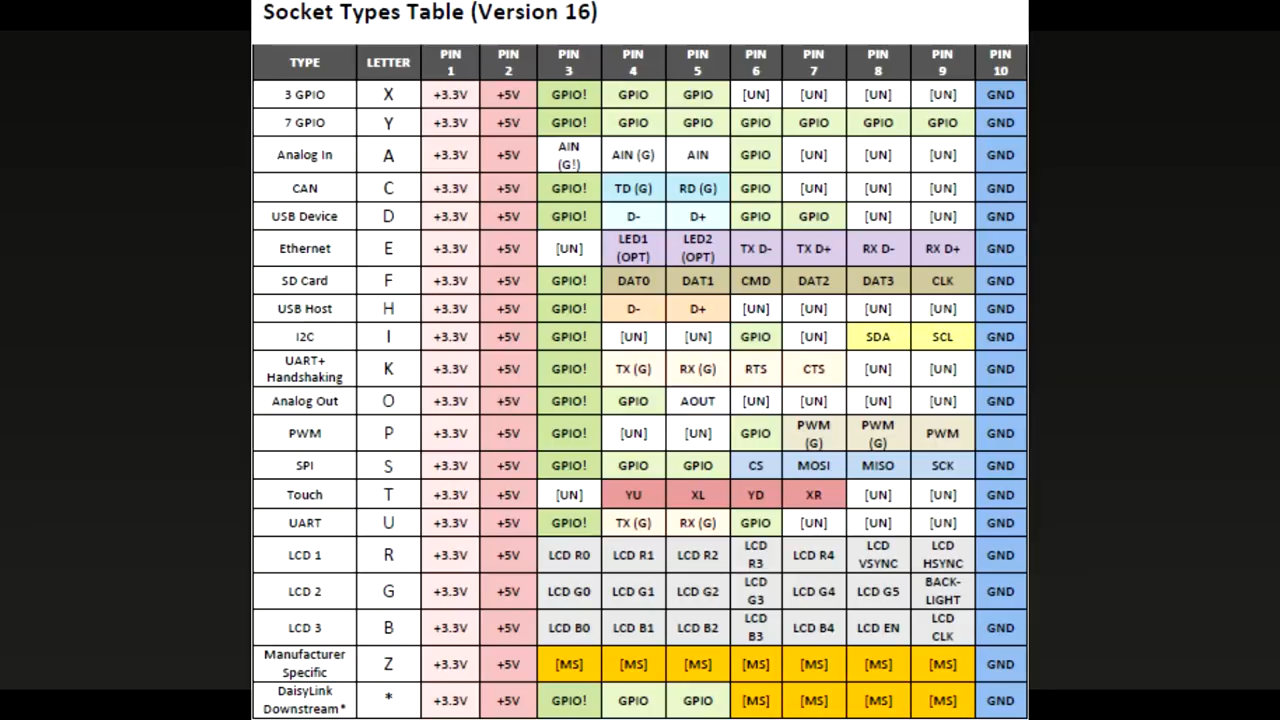 Socket Types Table (Version 16)
TYPE LETTER PIN 1 PIN 2 PIN 3 PIN 4 PIN 5 PIN 6 PIN 7 PIN 8 PIN 9 PIN 10
3 GPIO X +3.3V +5V GPIO! GPIO GPIO [UN] [UN] [UN] [UN] GND
7 GPIO Y +3.3V +5V GPIO! GPIO GPIO GPIO GPIO GPIO GPIO GND
Analog In A +3.3V +5V AIN (G!) AIN (G) AIN GPIO [UN] [UN] [UN] GND
CAN C +3.3V +5V GPIO! TD (G) RD (G) GPIO [UN] [UN] [UN] GND
USB Device D +3.3V +5V GPIO! D- D+ GPIO GPIO [UN] [UN] GND
Ethernet E +3.3V +5V [UN] LED1 (OPT) LED2 (OPT) TX D- TX D+ RX D- RX D+ GND
SD Card F +3.3V +5V GPIO! DAT0 DAT1 CMD DAT2 DAT3 CLK GND
USB Host H +3.3V +5V GPIO! D- D+ [UN] [UN] [UN] [UN] GND
I2C I +3.3V +5V GPIO! [UN] [UN] GPIO [UN] SDA SCL GND
UART+ Handshaking K +3.3V +5V GPIO! TX (G) RX (G) RTS CTS [UN] [UN] GND
Analog Out O +3.3V +5V GPIO! GPIO AOUT [UN] [UN] [UN] [UN] GND
PWM P +3.3V +5V GPIO! [UN] [UN] GPIO PWM (G) PWM (G) PWM GND
SPI S +3.3V +5V GPIO! GPIO GPIO CS MOSI MISO SCK GND
Touch T +3.3V +5V [UN] YU XL YD XR [UN] [UN] GND
UART U +3.3V +5V GPIO! TX (G) RX (G) GPIO [UN] [UN] [UN] GND
LCD 1 R +3.3V +5V LCD R0 LCD R1 LCD R2 LCD R3 LCD R4 LCD VSYNC LCD HSYNC GND
LCD 2 G +3.3V +5V LCD G0 LCD G1 LCD G2 LCD G3 LCD G4 LCD G5 BACK-LIGHT GND
LCD 3 B +3.3V +5V LCD B0 LCD B1 LCD B2 LCD B3 LCD B4 LCD EN LCD CLK GND
Manufacturer Specific Z +3.3V +5V [MS] [MS] [MS] [MS] [MS] [MS] [MS] GND
DaisyLink Downstream* * +3.3V +5V GPIO! GPIO GPIO [MS] [MS] [MS] [MS] GND